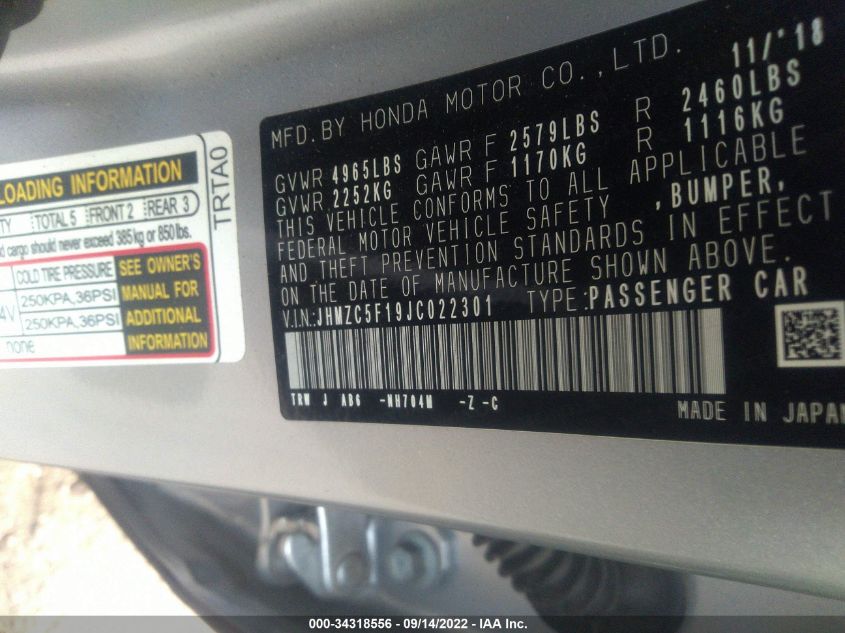 MFD. BY HONDA MOTOR CO., LTD. 11/'18
GVWR 4965LBS GAWR F 2579LBS R 2460LBS
GVWR 2252KG GAWR F 1170KG R 1116KG
THIS VEHICLE CONFORMS TO ALL APPLICABLE
FEDERAL MOTOR VEHICLE SAFETY , BUMPER,
AND THEFT PREVENTION STANDARDS IN EFFECT
ON THE DATE OF MANUFACTURE SHOWN ABOVE.
V.IN: JHMZC5F19JC022301 TYPE: PASSENGER CAR
TRW J AB6 -NH704M -Z -C
MADE IN JAPAN
LOADING INFORMATION
TRTA0
TOTAL 5 FRONT 2 REAR 3
cargo should never exceed 385 kg or 850 lbs.
COLD TIRE PRESSURE
250KPA, 36PSI
250KPA, 36PSI
none
SEE OWNER'S
MANUAL FOR
ADDITIONAL
INFORMATION
000-34318556 / 09/14/2022 - IAA Inc.